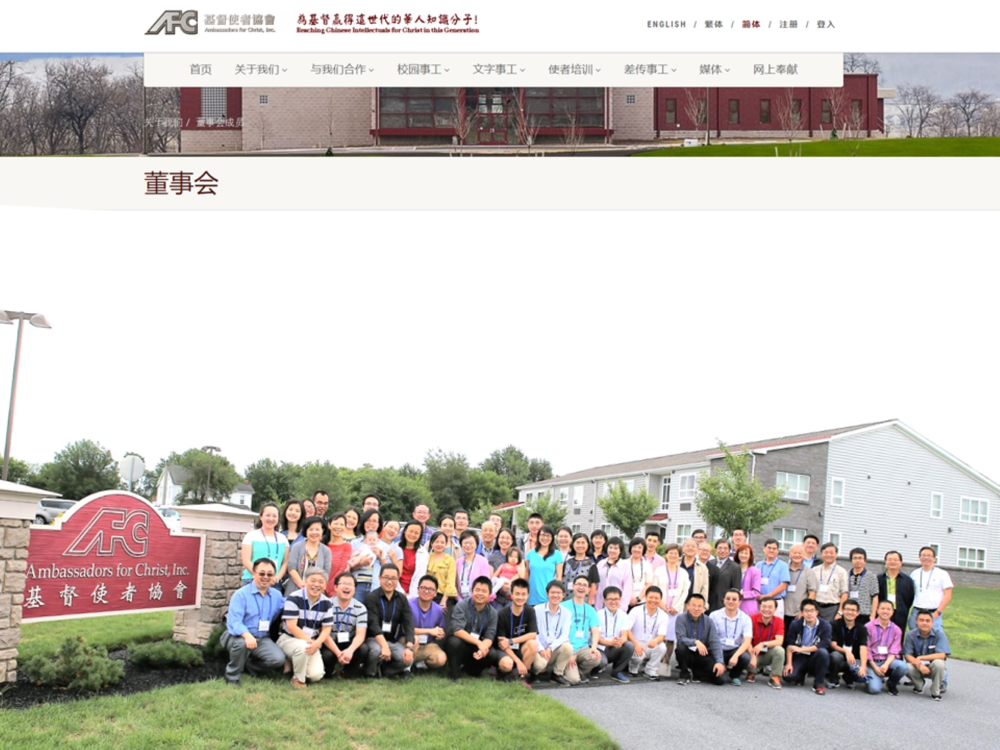 AFC 基督使者協會 為基督贏得這世代的華人知識分子!
Ambassadors for Christ, Inc. Reaching Chinese Intellectuals for Christ in this Generation
ENGLISH / 繁体 / 简体 / 注册 / 登入
首页 关于我们 与我们合作 校园事工 文字事工 使者培训 差传事工 媒体 网上奉献
关于我们 / 董事会成员
董事会
AFC
Ambassadors for Christ, Inc.
基督使者協會